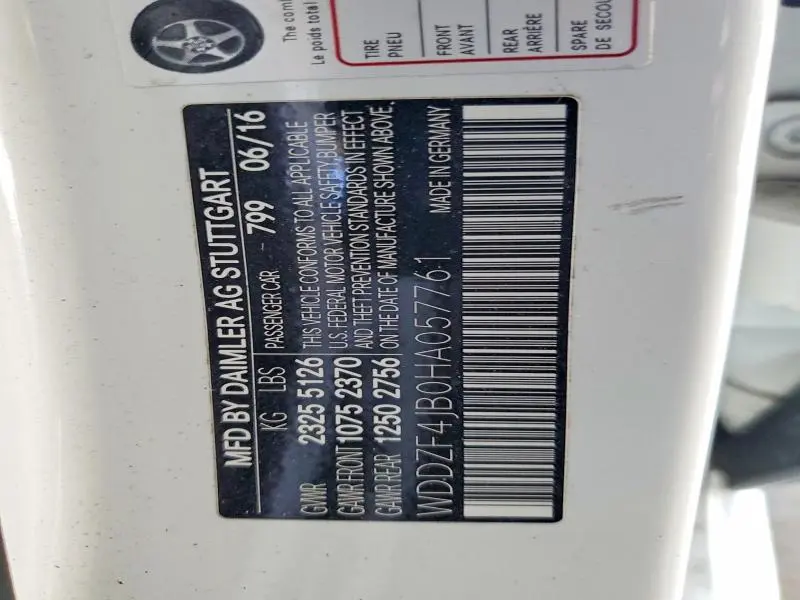 The comb
Le poids total
TIRE
PNEU
FRONT
AVANT
REAR
ARRIÈRE
SPARE
DE SECOU
MFD BY DAIMLER AG STUTTGART
KG LBS PASSENGER CAR - 799 06/16
GVWR 2325 5126 THIS VEHICLE CONFORMS TO ALL APPLICABLE
GAWR FRONT 1075 2370 U.S. FEDERAL MOTOR VEHICLE SAFETY, BUMPER
AND THEFT PREVENTION STANDARDS IN EFFECT
GAWR REAR 1250 2756 ON THE DATE OF MANUFACTURE SHOWN ABOVE.
WDDZF4JB0HA057761 MADE IN GERMANY